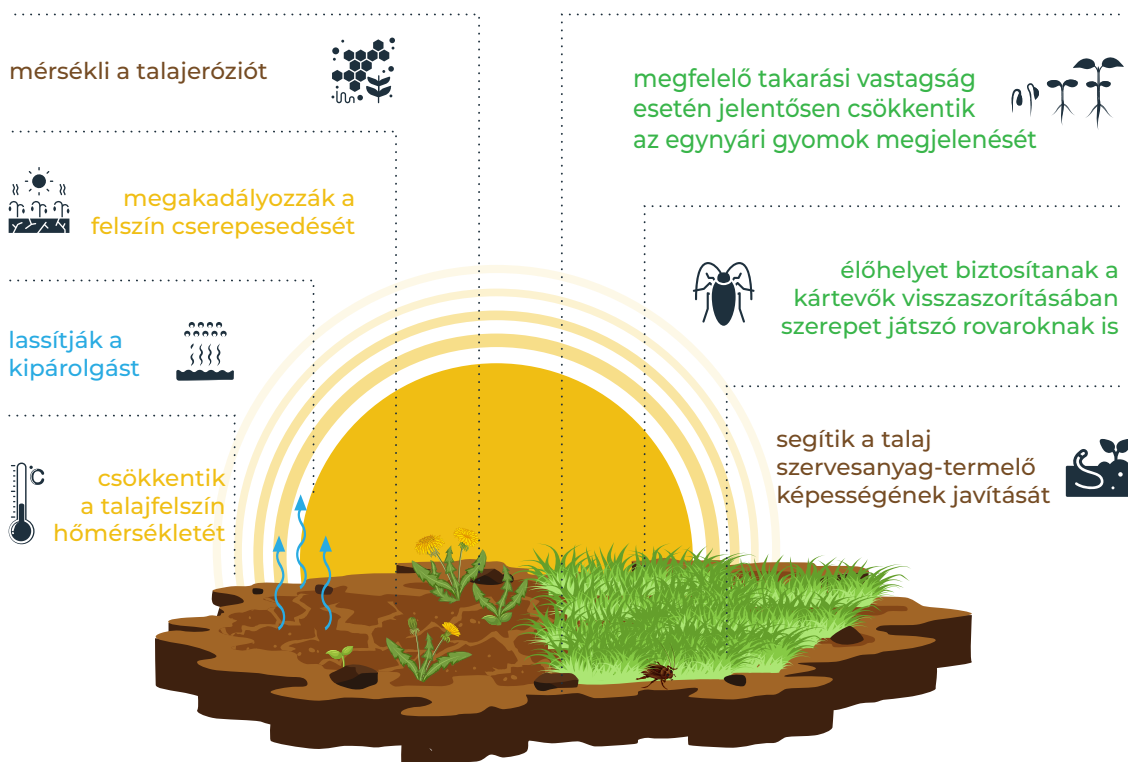 mérsékli a talajeróziót
megakadályozzák a
felszín cserepesedését
lassítják a
kipárolgást
°C
csökkentik
a talajfelszín
hőmérsékletét
megfelelő takarási vastagság
esetén jelentősen csökkentik
az egynyári gyomok megjelenését
élőhelyet biztosítanak a
kártevők visszaszorításában
szerepet játszó rovaroknak is
segítik a talaj
szervesanyag-termelő
képességének javítását